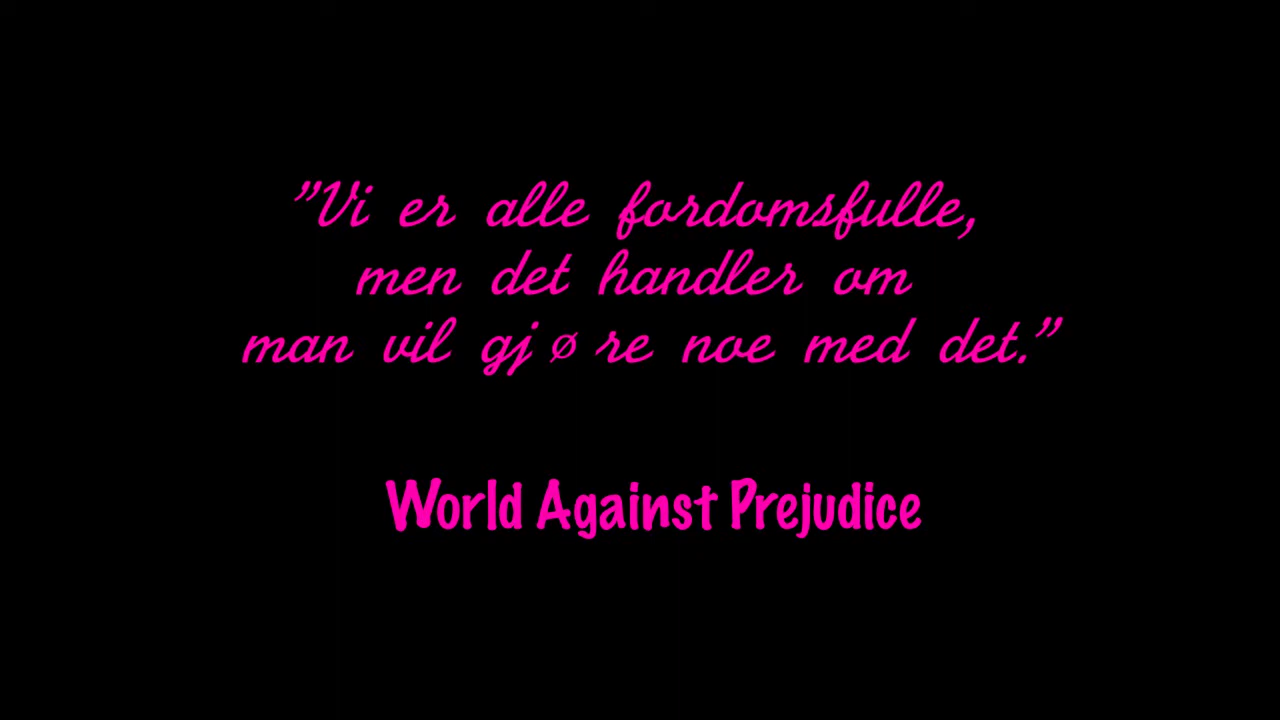 ”Vi er alle fordomsfulle,
men det handler om
man vil gjøre noe med det.”
World Against Prejudice